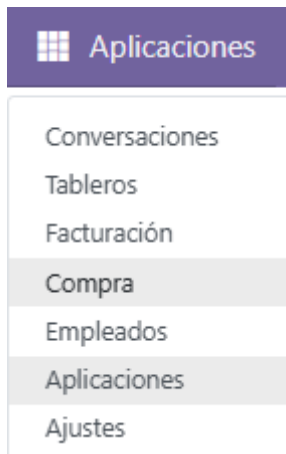 Aplicaciones
Conversaciones
Tableros
Facturación
Compra
Empleados
Aplicaciones
Ajustes